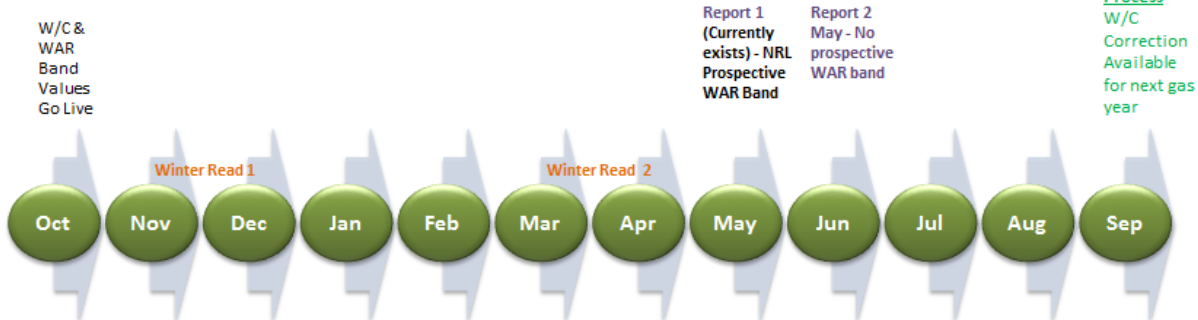 W/C &
WAR
Band
Values
Go Live
Report 1
(Currently
exists) - NRL
Prospective
WAR Band
Report 2
May - No
prospective
WAR band
Process
W/C
Correction
Available
for next gas
year
Winter Read 1
Winter Read 2
Oct
Nov
Dec
Jan
Feb
Mar
Apr
May
Jun
Jul
Aug
Sep